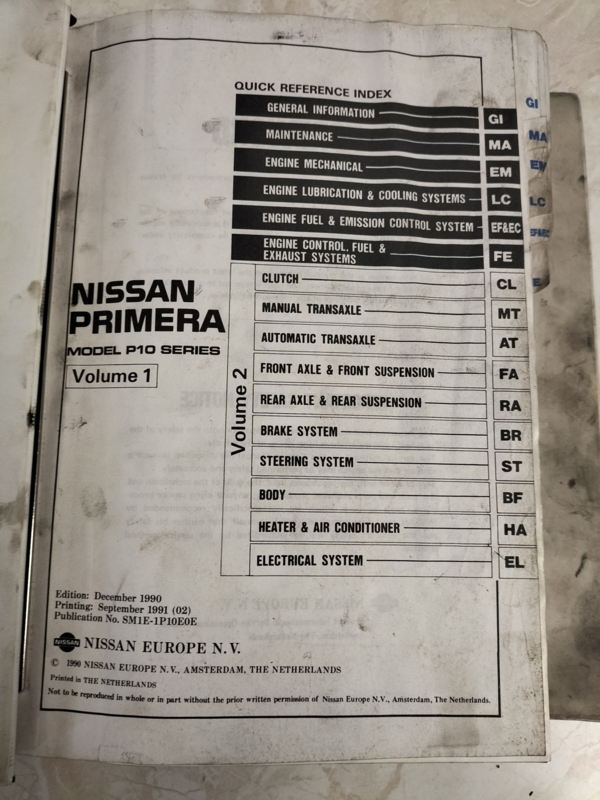 QUICK REFERENCE INDEX
GENERAL INFORMATION GI
MAINTENANCE MA
ENGINE MECHANICAL EM
ENGINE LUBRICATION & COOLING SYSTEMS LC
ENGINE FUEL & EMISSION CONTROL SYSTEM EF&EC
ENGINE CONTROL, FUEL &
EXHAUST SYSTEMS FE
CLUTCH CL
MANUAL TRANSAXLE MT
AUTOMATIC TRANSAXLE AT
FRONT AXLE & FRONT SUSPENSION FA
REAR AXLE & REAR SUSPENSION RA
BRAKE SYSTEM BR
STEERING SYSTEM ST
BODY BF
HEATER & AIR CONDITIONER HA
ELECTRICAL SYSTEM EL
Volume 2
GI
MA
EM
LC
EF&EC
NISSAN
PRIMERA
MODEL P10 SERIES
Volume 1
Edition: December 1990
Printing: September 1991 (02)
Publication No. SM1E-1P10E0E
NISSAN
NISSAN EUROPE N.V.
© 1990 NISSAN EUROPE N.V., AMSTERDAM, THE NETHERLANDS
Printed in THE NETHERLANDS
Not to be reproduced in whole or in part without the prior written permission of Nissan Europe N.V., Amsterdam, The Netherlands.